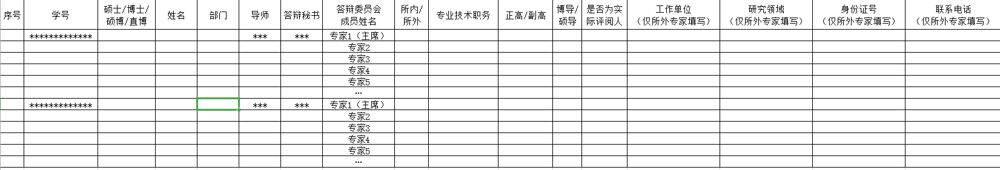 序号 学号 硕士/博士/硕博/直博 姓名 部门 导师 答辩秘书 答辩委员会成员姓名 所内/所外 专业技术职务 正高/副高 博导/硕导 是否为实际评阅人 工作单位（仅所外专家填写） 研究领域（仅所外专家填写） 身份证号（仅所外专家填写） 联系电话（仅所外专家填写）
************* *** *** 专家1（主席）
专家2
专家3
专家4
专家5
…
************* *** *** 专家1（主席）
专家2
专家3
专家4
专家5
…